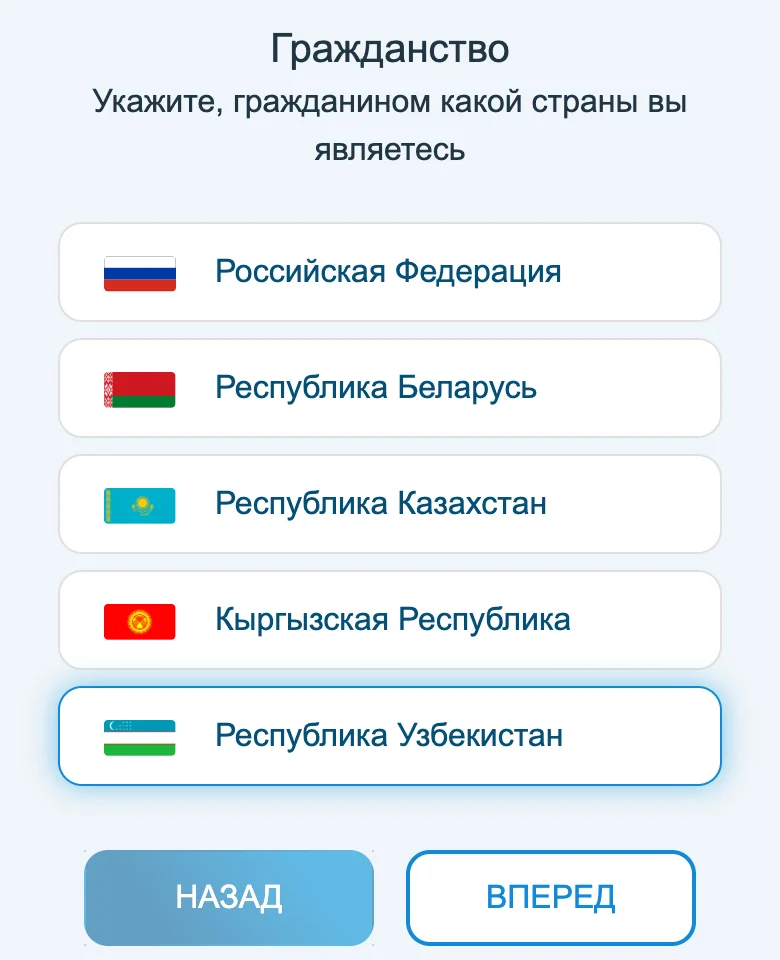 Гражданство
Укажите, гражданином какой страны вы
являетесь
Российская Федерация
Республика Беларусь
Республика Казахстан
Кыргызская Республика
Республика Узбекистан
НАЗАД
ВПЕРЕД